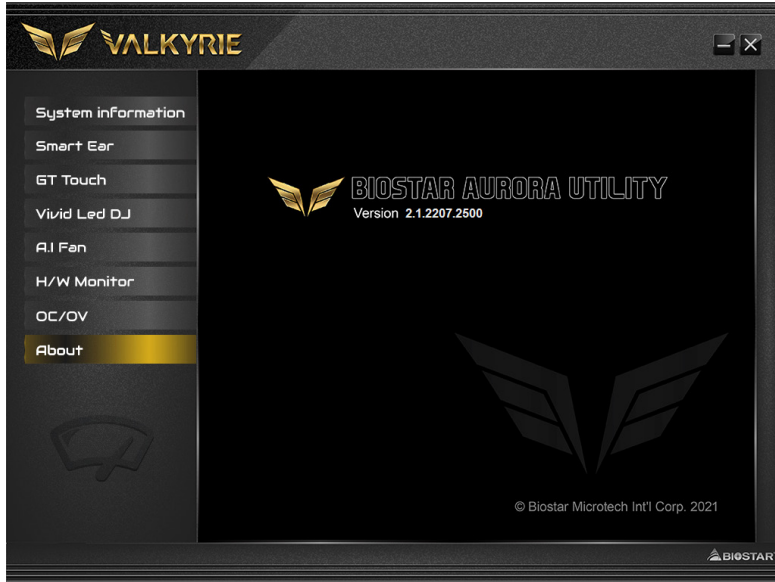 VALKYRIE
System information
Smart Ear
GT Touch
Vivid Led DJ
A.I Fan
H/W Monitor
OC/OV
About
BIOSTAR AURORA UTILITY
Version 2.1.2207.2500
© Biostar Microtech Int'l Corp. 2021
BIOSTAR